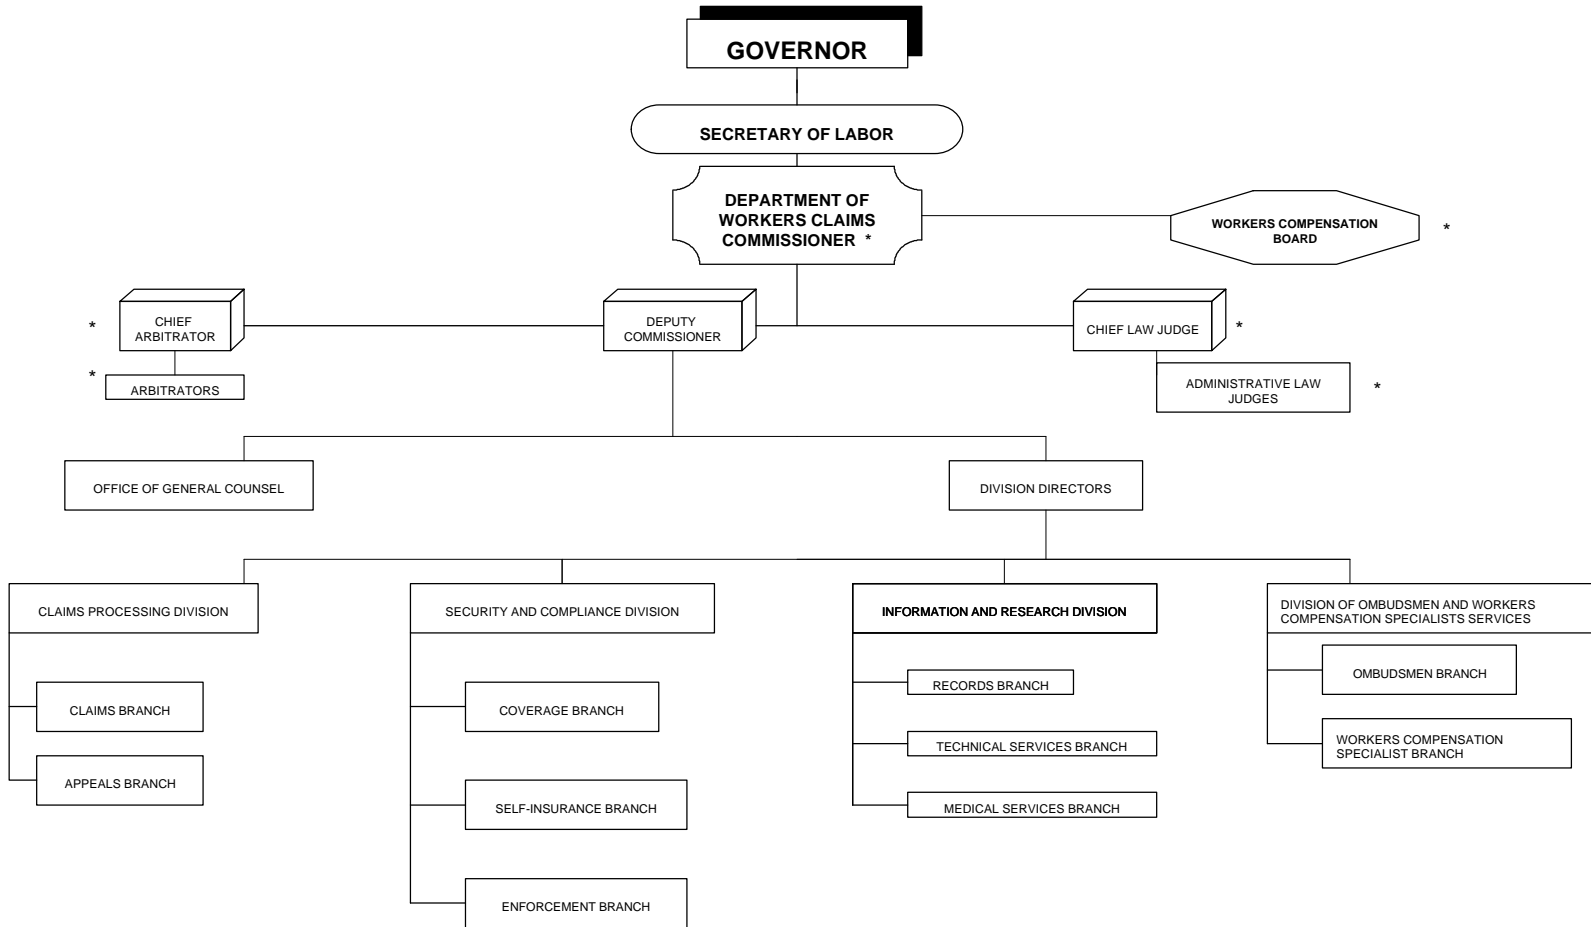 GOVERNOR
SECRETARY OF LABOR
DEPARTMENT OF
WORKERS CLAIMS
COMMISSIONER *
WORKERS COMPENSATION
BOARD
*
*
CHIEF
ARBITRATOR
DEPUTY
COMMISSIONER
CHIEF LAW JUDGE
*
*
ARBITRATORS
ADMINISTRATIVE LAW
JUDGES
*
OFFICE OF GENERAL COUNSEL
DIVISION DIRECTORS
CLAIMS PROCESSING DIVISION
CLAIMS BRANCH
APPEALS BRANCH
SECURITY AND COMPLIANCE DIVISION
COVERAGE BRANCH
SELF-INSURANCE BRANCH
ENFORCEMENT BRANCH
INFORMATION AND RESEARCH DIVISION
RECORDS BRANCH
TECHNICAL SERVICES BRANCH
MEDICAL SERVICES BRANCH
DIVISION OF OMBUDSMEN AND WORKERS
COMPENSATION SPECIALISTS SERVICES
OMBUDSMEN BRANCH
WORKERS COMPENSATION
SPECIALIST BRANCH